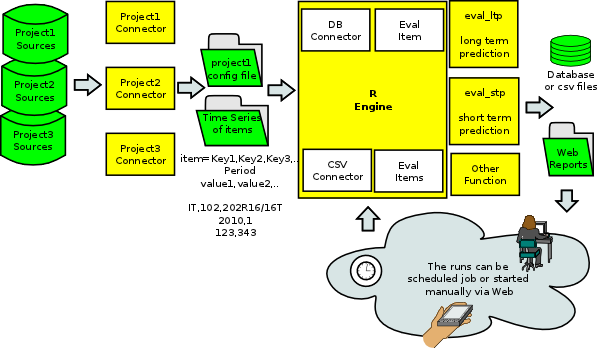 Project1
Sources
Project2
Sources
Project3
Sources
Project1
Connector
Project2
Connector
Project3
Connector
project1
config file
Time Series
of items
item=Key1,Key2,Key3,..
Period
value1,value2,..
IT,102,202R16/16T
2010,1
123,343
DB
Connector
Eval
Item
R
Engine
CSV
Connector
Eval
Items
eval_ltp
long term
prediction
eval_stp
short term
prediction
Other
Function
Database
or csv files
Web
Reports
The runs can be
scheduled job or started
manually via Web